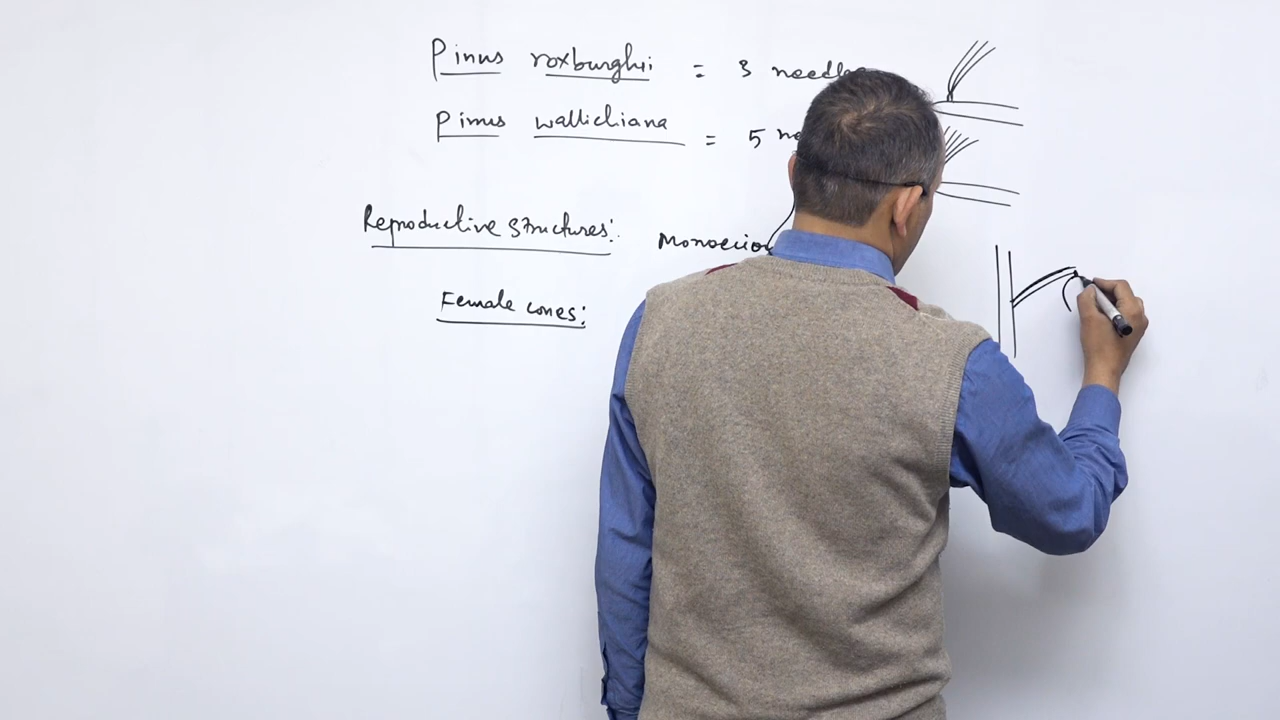 Pinus roxburghii = 3 needles
Pinus wallichiana = 5
Reproductive Structures:
Female cones: